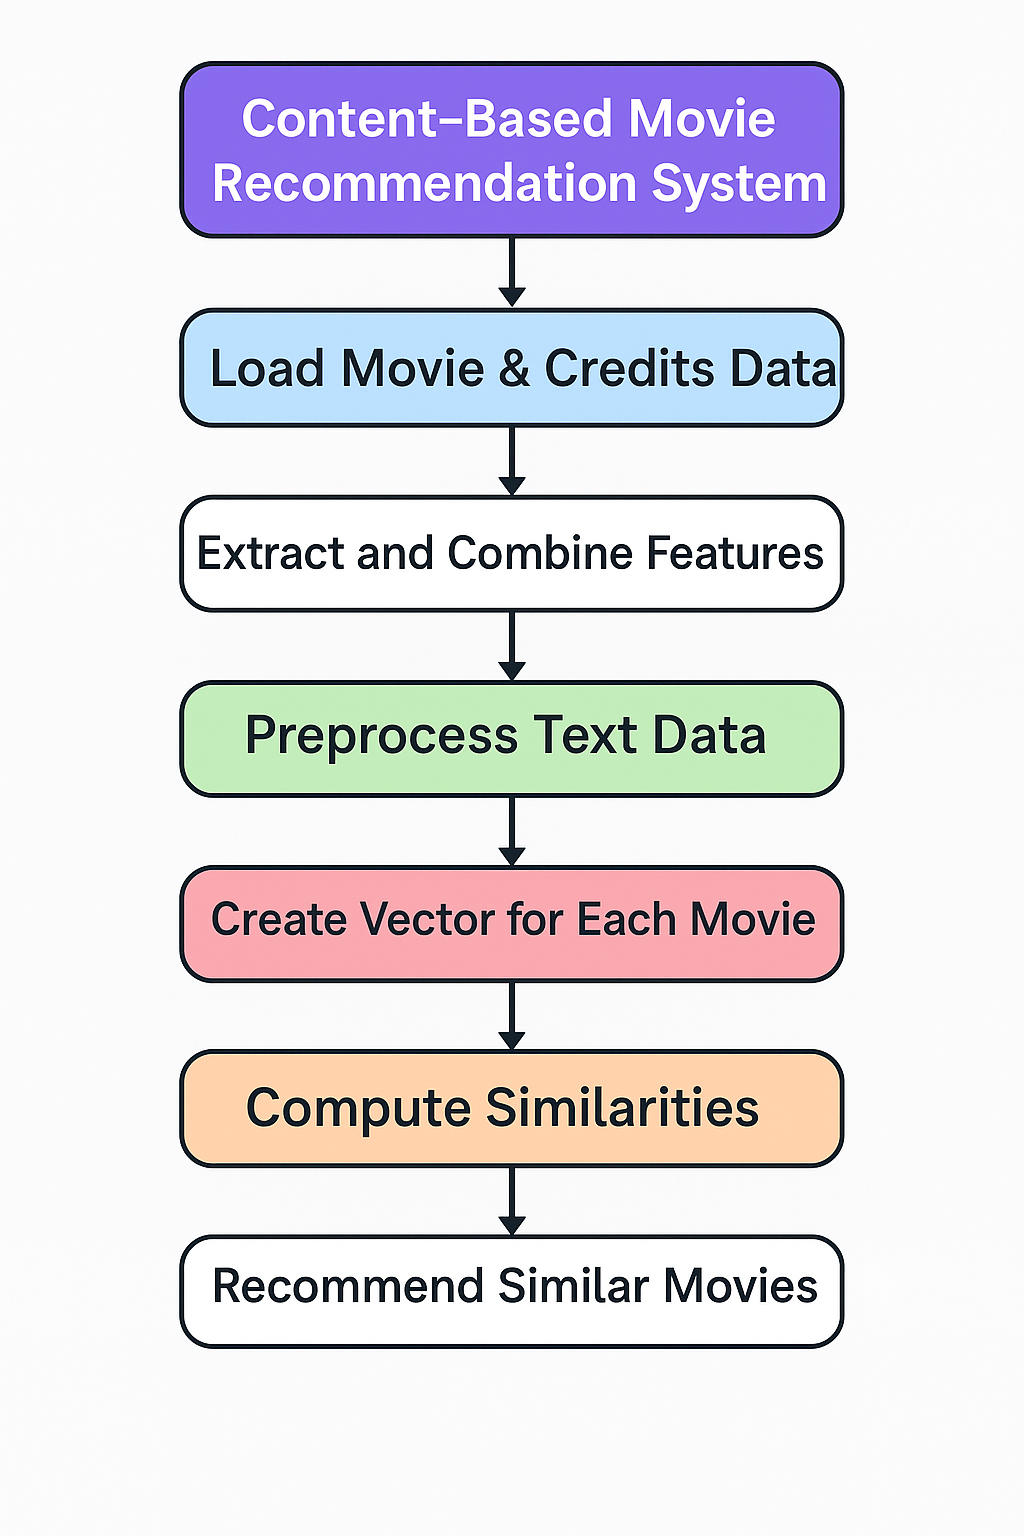 Content–Based Movie
Recommendation System
Load Movie & Credits Data
Extract and Combine Features
Preprocess Text Data
Create Vector for Each Movie
Compute Similarities
Recommend Similar Movies